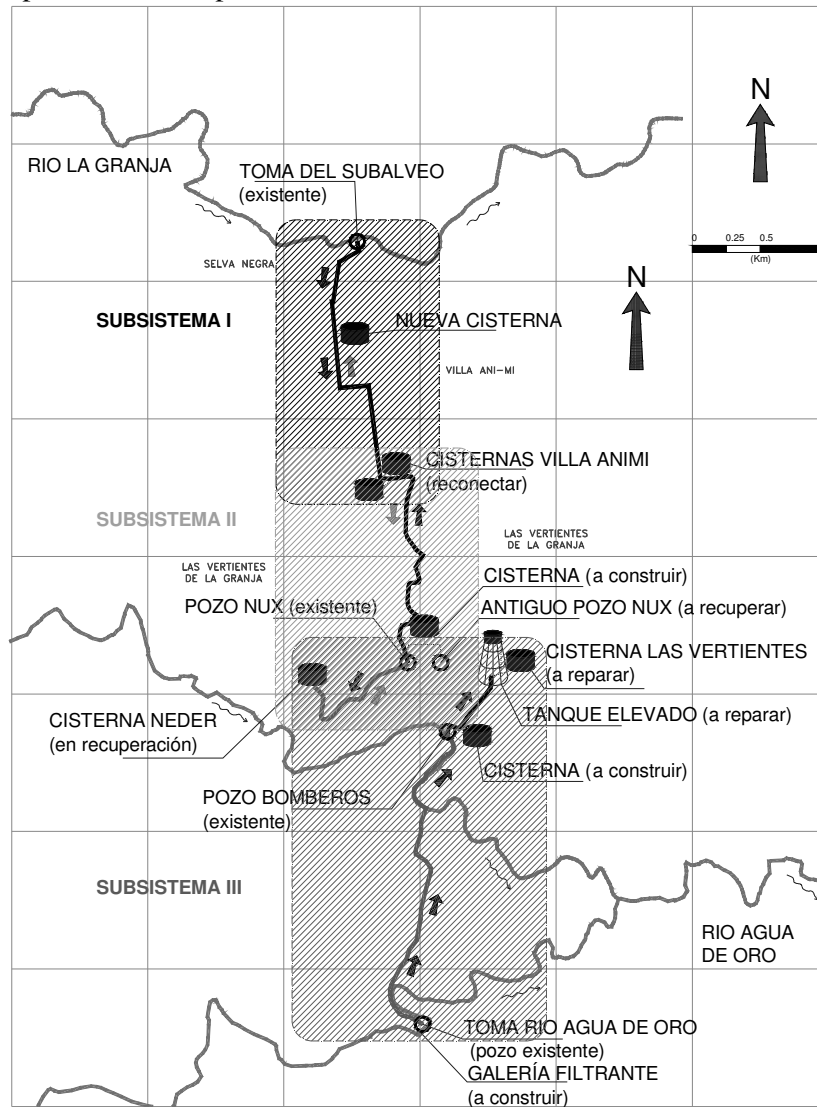 N
RIO LA GRANJA
TOMA DEL SUBALVEO
(existente)
0 0.25 0.5
(Km)
SELVA NEGRA
N
SUBSISTEMA I
NUEVA CISTERNA
VILLA ANI-MI
CISTERNAS VILLA ANIMI
(reconectar)
SUBSISTEMA II
LAS VERTIENTES
DE LA GRANJA
LAS VERTIENTES
DE LA GRANJA
CISTERNA (a construir)
POZO NUX (existente)
ANTIGUO POZO NUX (a recuperar)
CISTERNA LAS VERTIENTES
(a reparar)
CISTERNA NEDER
(en recuperación)
TANQUE ELEVADO (a reparar)
CISTERNA (a construir)
POZO BOMBEROS
(existente)
SUBSISTEMA III
RIO AGUA
DE ORO
TOMA RIO AGUA DE ORO
(pozo existente)
GALERÍA FILTRANTE
(a construir)